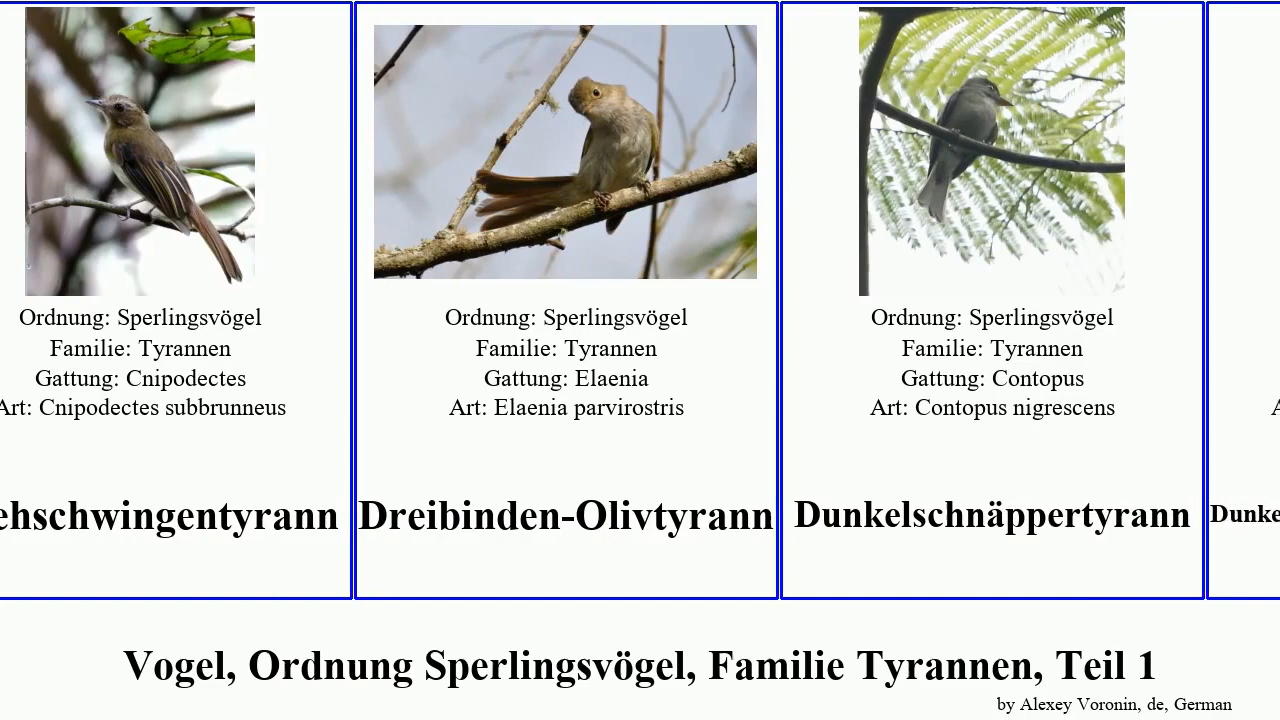 Ordnung: Sperlingsvögel
Familie: Tyrannen
Gattung: Cnipodectes
Art: Cnipodectes subbrunneus
ehschwingentyrann
Ordnung: Sperlingsvögel
Familie: Tyrannen
Gattung: Elaenia
Art: Elaenia parvirostris
Dreibinden-Olivtyrann
Ordnung: Sperlingsvögel
Familie: Tyrannen
Gattung: Contopus
Art: Contopus nigrescens
Dunkelschnäppertyrann
Dunke
Vogel, Ordnung Sperlingsvögel, Familie Tyrannen, Teil 1
by Alexey Voronin, de, German